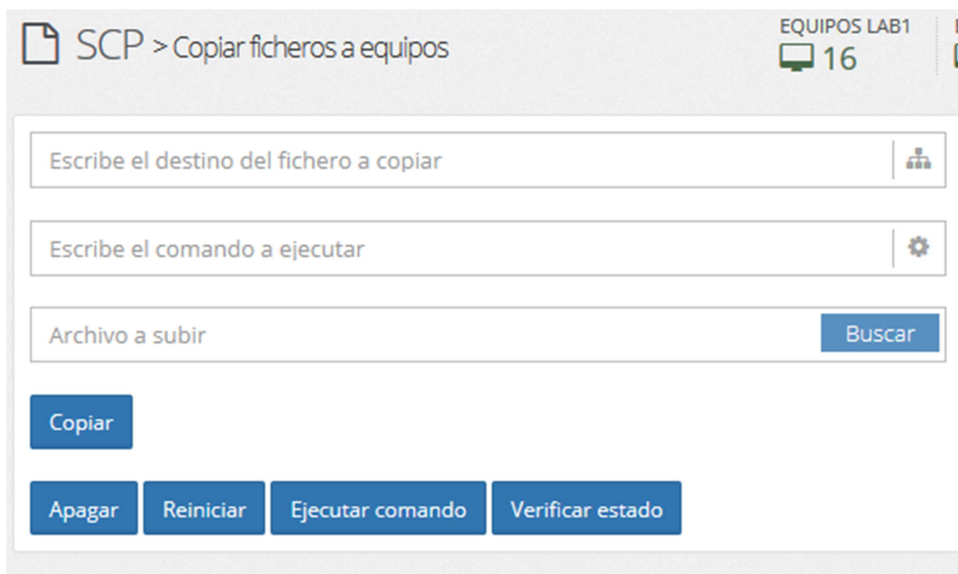 SCP > Copiar ficheros a equipos
EQUIPOS LAB1
16
Escribe el destino del fichero a copiar
Escribe el comando a ejecutar
Archivo a subir
Buscar
Copiar
Apagar
Reiniciar
Ejecutar comando
Verificar estado